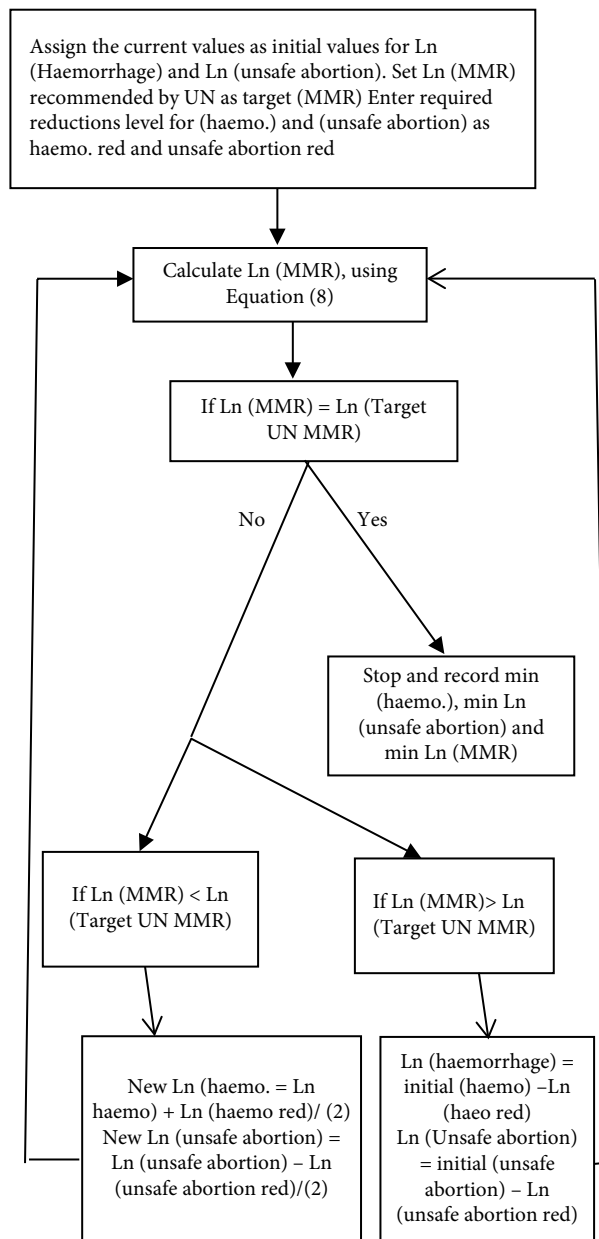 Assign the current values as initial values for Ln
(Haemorrhage) and Ln (unsafe abortion). Set Ln (MMR)
recommended by UN as target (MMR) Enter required
reductions level for (haemo.) and (unsafe abortion) as
haemo. red and unsafe abortion red
Calculate Ln (MMR), using
Equation (8)
If Ln (MMR) = Ln (Target
UN MMR)
No
Yes
Stop and record min
(haemo.), min Ln
(unsafe abortion) and
min Ln (MMR)
If Ln (MMR) < Ln
(Target UN MMR)
If Ln (MMR)> Ln
(Target UN MMR)
New Ln (haemo. = Ln
haemo) + Ln (haemo red)/ (2)
New Ln (unsafe abortion) =
Ln (unsafe abortion) – Ln
(unsafe abortion red)/(2)
Ln (haemorrhage) =
initial (haemo) –Ln
(haeo red)
Ln (Unsafe abortion)
= initial (unsafe
abortion) – Ln
(unsafe abortion red)